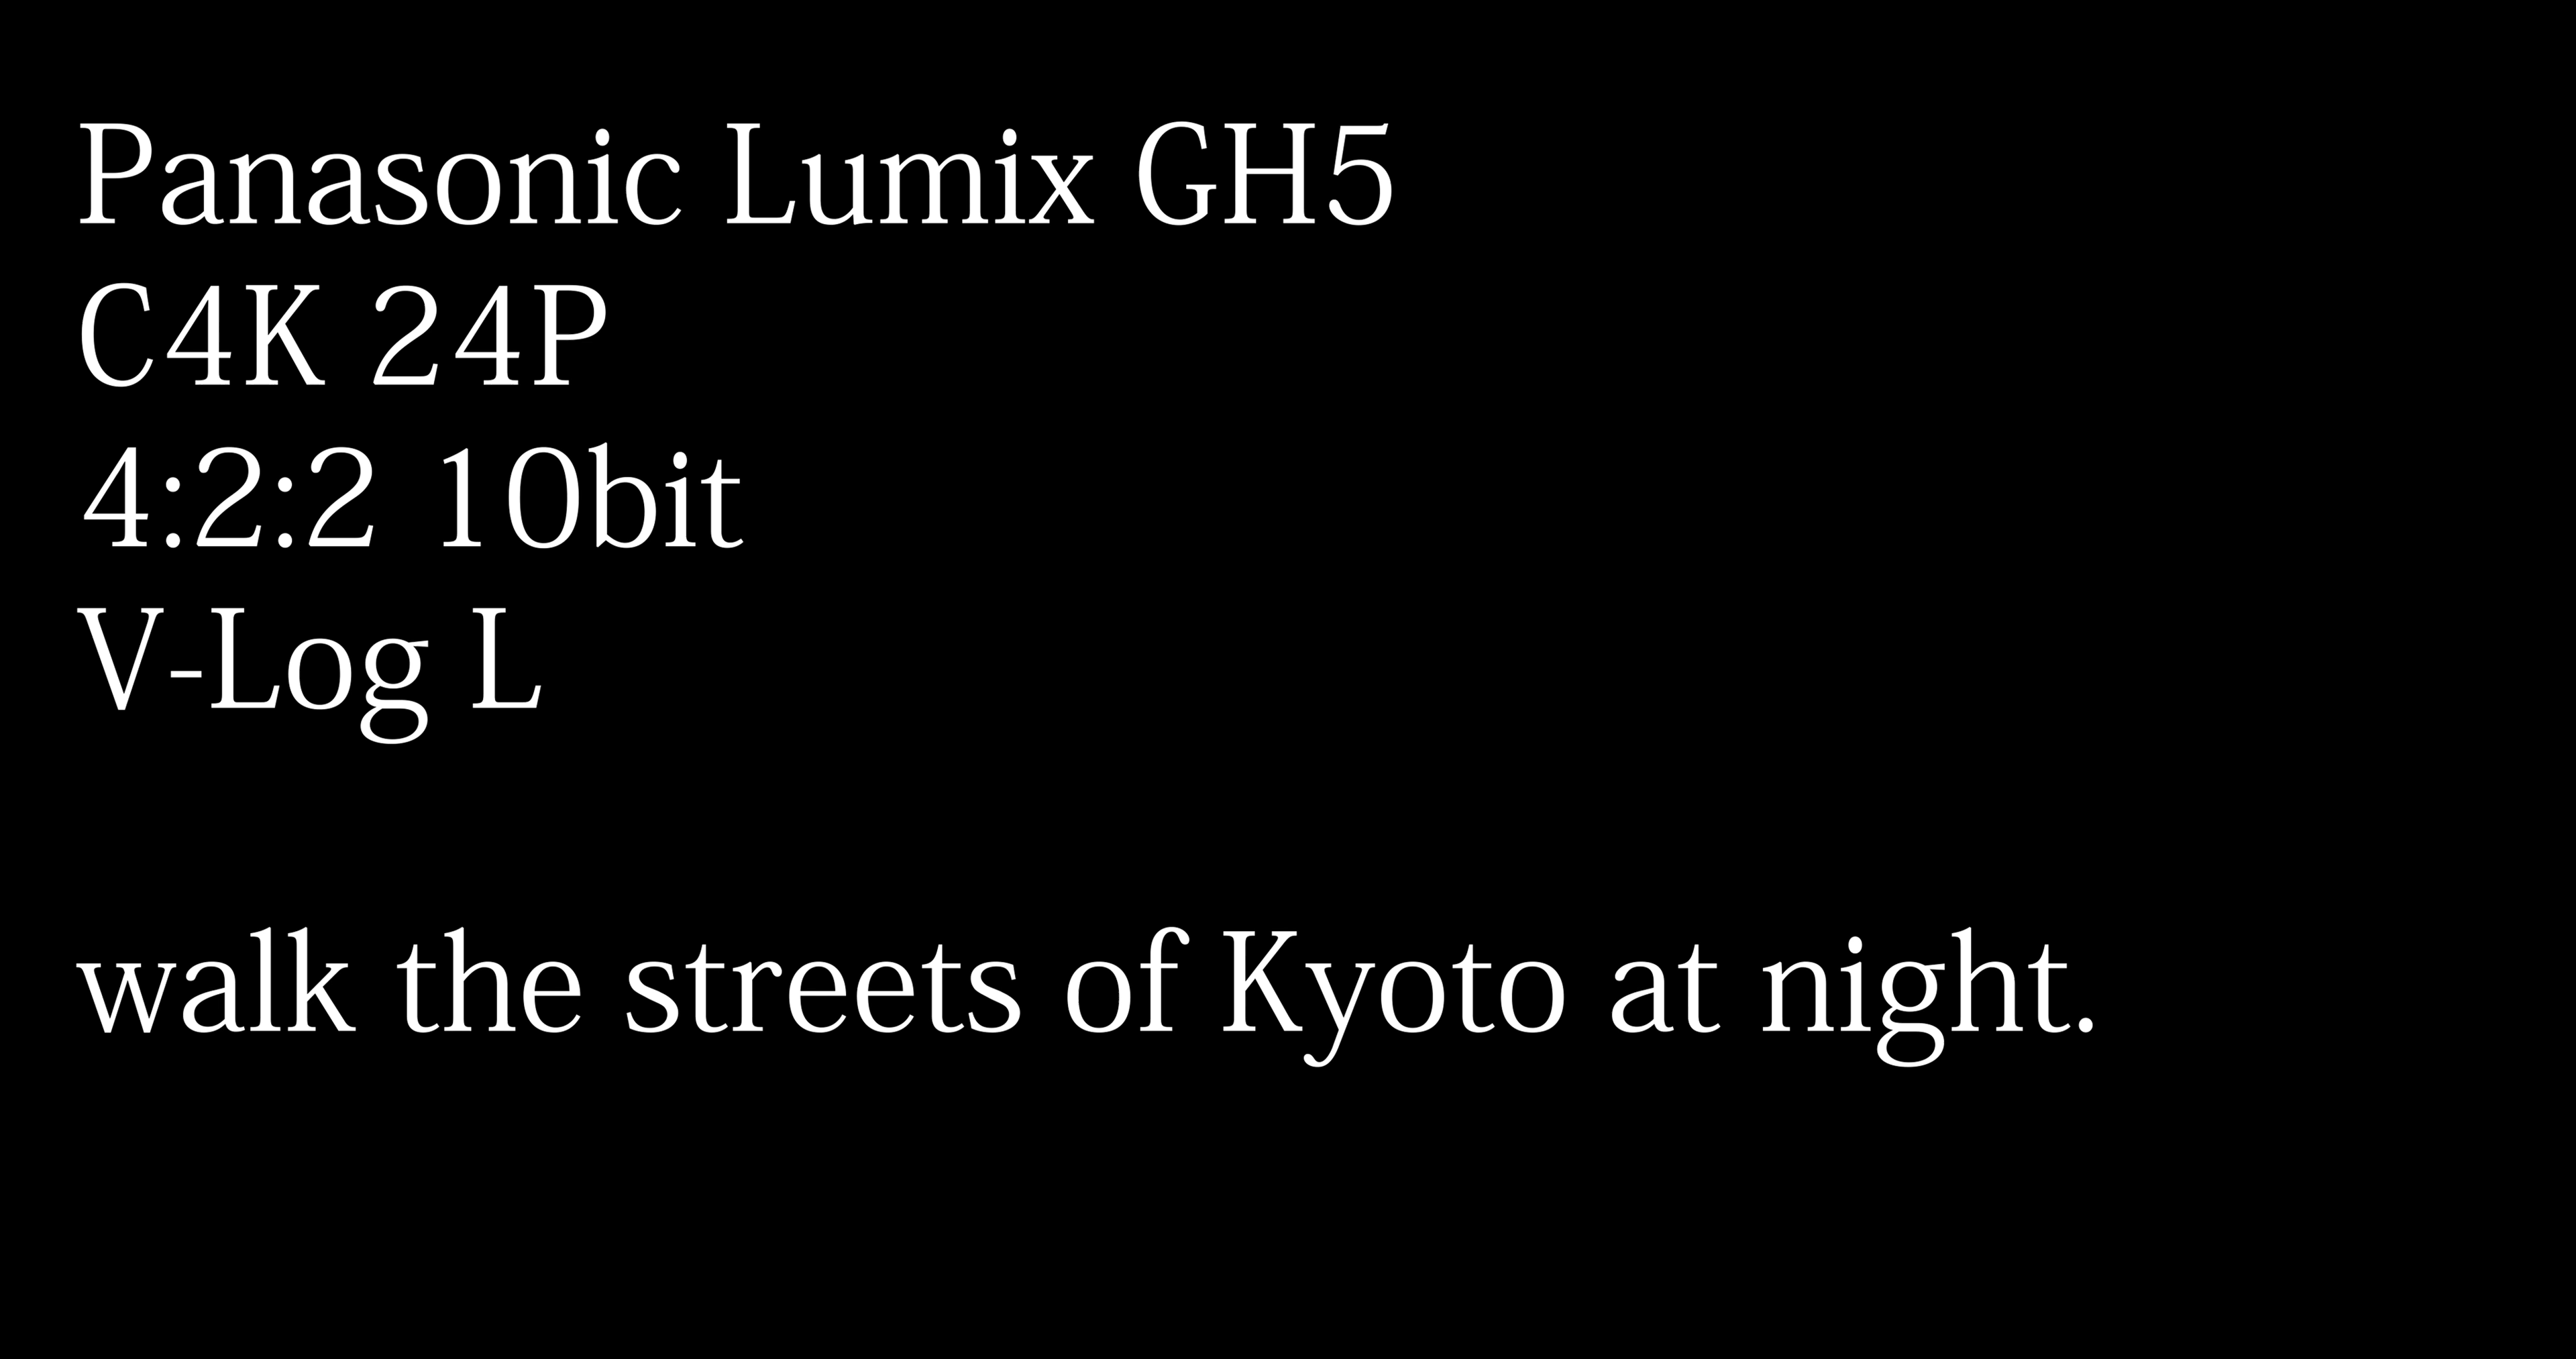 Panasonic Lumix GH5
C4K 24P
4:2:2 10bit
V-Log L
walk the streets of Kyoto at night.